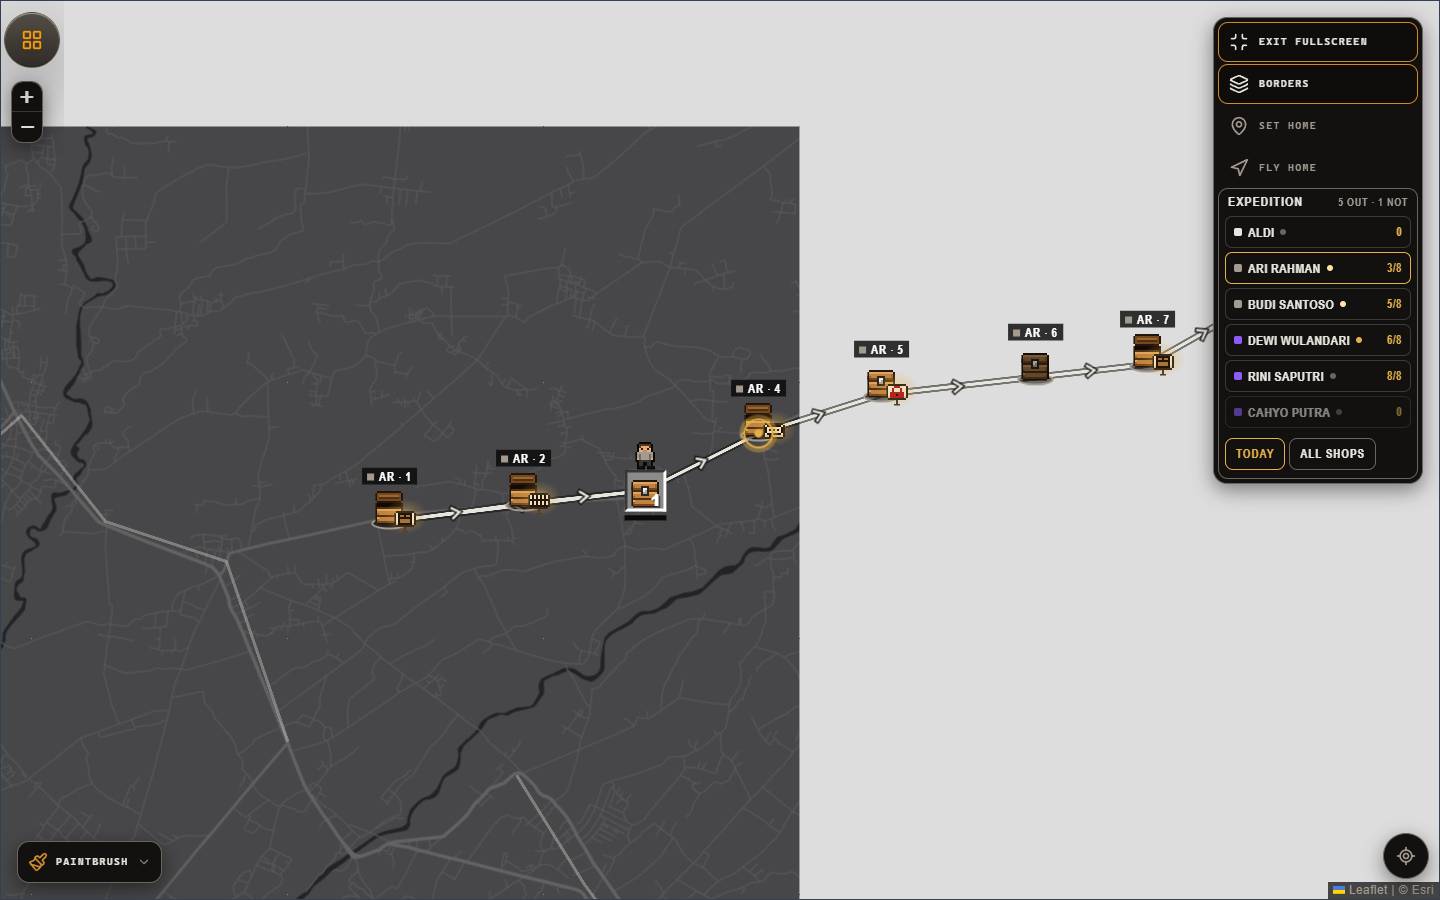 EXIT FULLSCREEN
+
−
BORDERS
SET HOME
FLY HOME
EXPEDITION 5 OUT · 1 NOT
ALDI 0
ARI RAHMAN 3/8
BUDI SANTOSO 5/8
DEWI WULANDARI 6/8
RINI SAPUTRI 8/8
CAHYO PUTRA 0
TODAY ALL SHOPS
AR · 7
AR · 6
AR · 5
AR · 4
AR · 2
AR · 1
1
PAINTBRUSH
Leaflet | © Esri